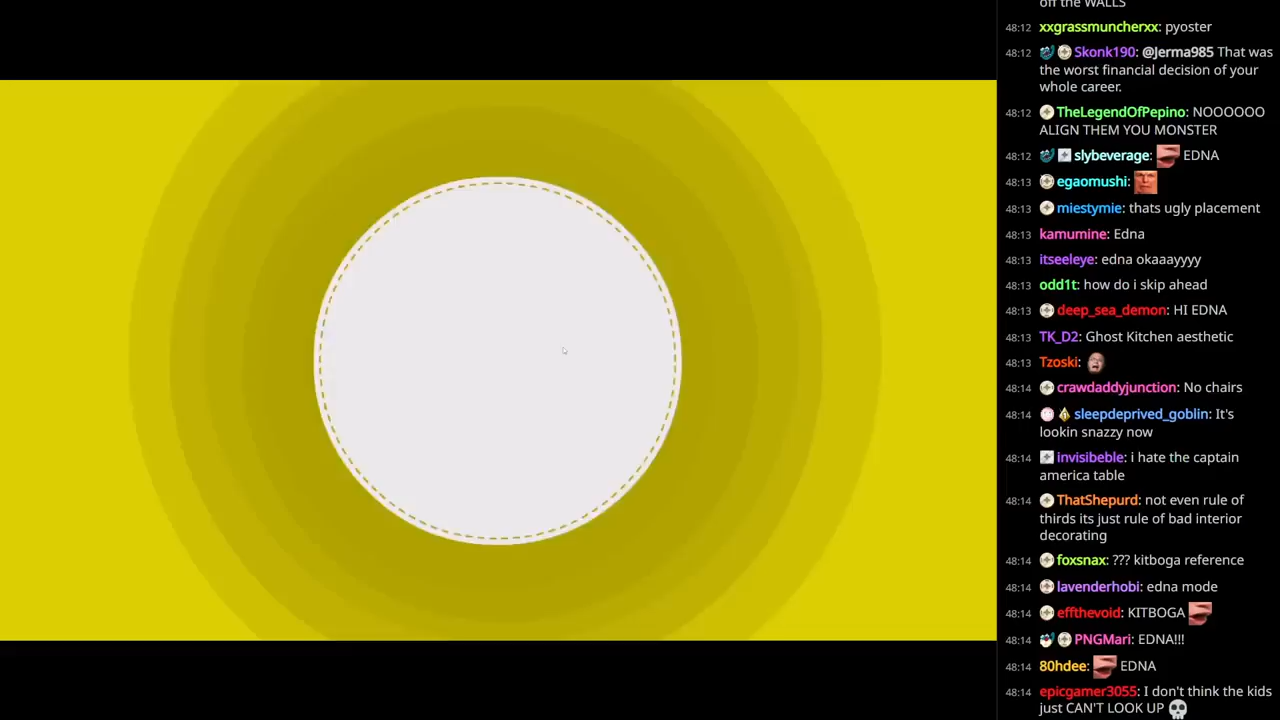 off the WALLS
48:12 xxgrassmuncherxx: pyoster
48:12 Skonk190: @Jerma985 That was
the worst financial decision of your
whole career.
48:12 TheLegendOfPepino: NOOOOOO
ALIGN THEM YOU MONSTER
48:12 slybeverage: EDNA
48:13 egaomushi:
48:13 miestymie: thats ugly placement
48:13 kamumine: Edna
48:13 itseeleye: edna okaaayyyy
48:13 odd1t: how do i skip ahead
48:13 deep_sea_demon: HI EDNA
48:13 TK_D2: Ghost Kitchen aesthetic
48:13 Tzoski:
48:14 crawdaddyjunction: No chairs
48:14 sleepdeprived_goblin: It's
lookin snazzy now
48:14 invisibeble: i hate the captain
america table
48:14 ThatShepurd: not even rule of
thirds its just rule of bad interior
decorating
48:14 foxsnax: ??? kitboga reference
48:14 lavenderhobi: edna mode
48:14 effthevoid: KITBOGA
48:14 PNGMari: EDNA!!!
48:14 80hdee: EDNA
48:14 epicgamer3055: I don't think the kids
just CAN'T LOOK UP